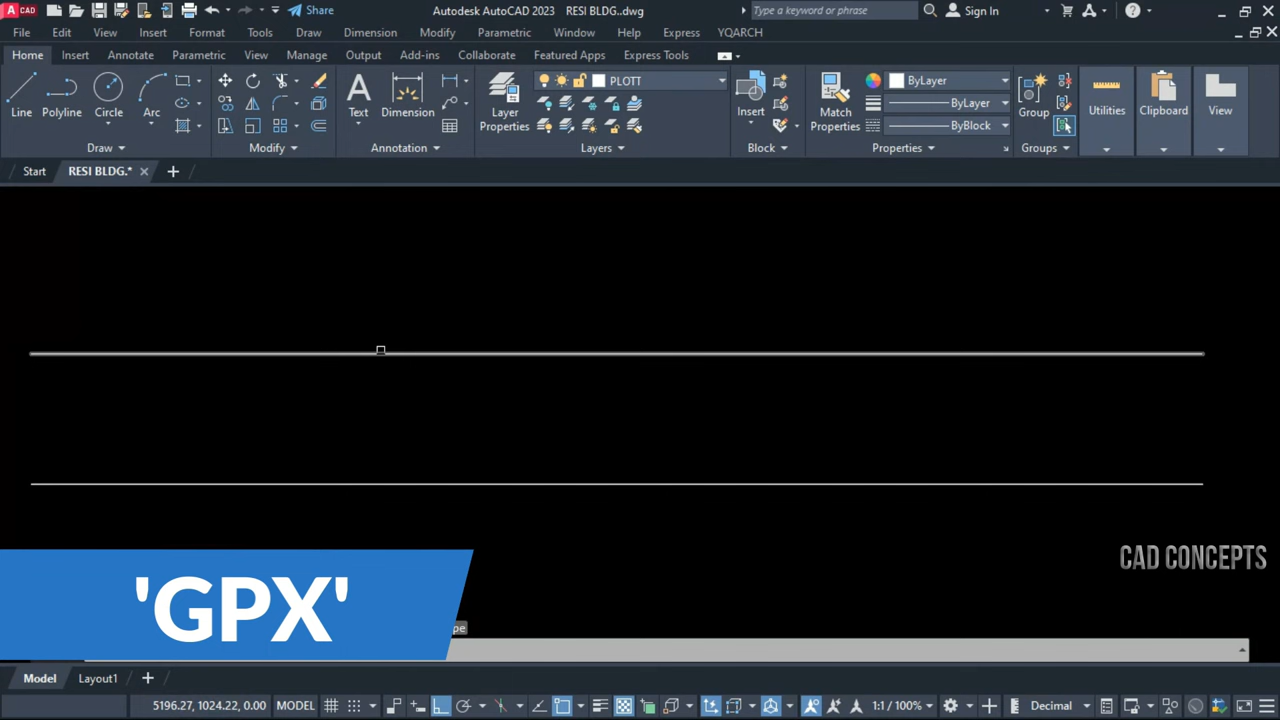 A CAD
Share
Autodesk AutoCAD 2023 RESI BLDG..dwg
Type a keyword or phrase
Sign In
File Edit View Insert Format Tools Draw Dimension Modify Parametric Window Help Express YQARCH
Home Insert Annotate Parametric View Manage Output Add-ins Collaborate Featured Apps Express Tools
PLOTT
ByLayer
ByLayer
ByBlock
Line Polyline Circle Arc
Text Dimension
Layer Properties
Insert
Match Properties
Group
Utilities
Clipboard
View
Draw Modify Annotation Layers Block Properties Groups
Start RESI BLDG.*
CAD CONCEPTS
'GPX'
pe
Model Layout1
5196.27, 1024.22, 0.00 MODEL 1:1 / 100% Decimal